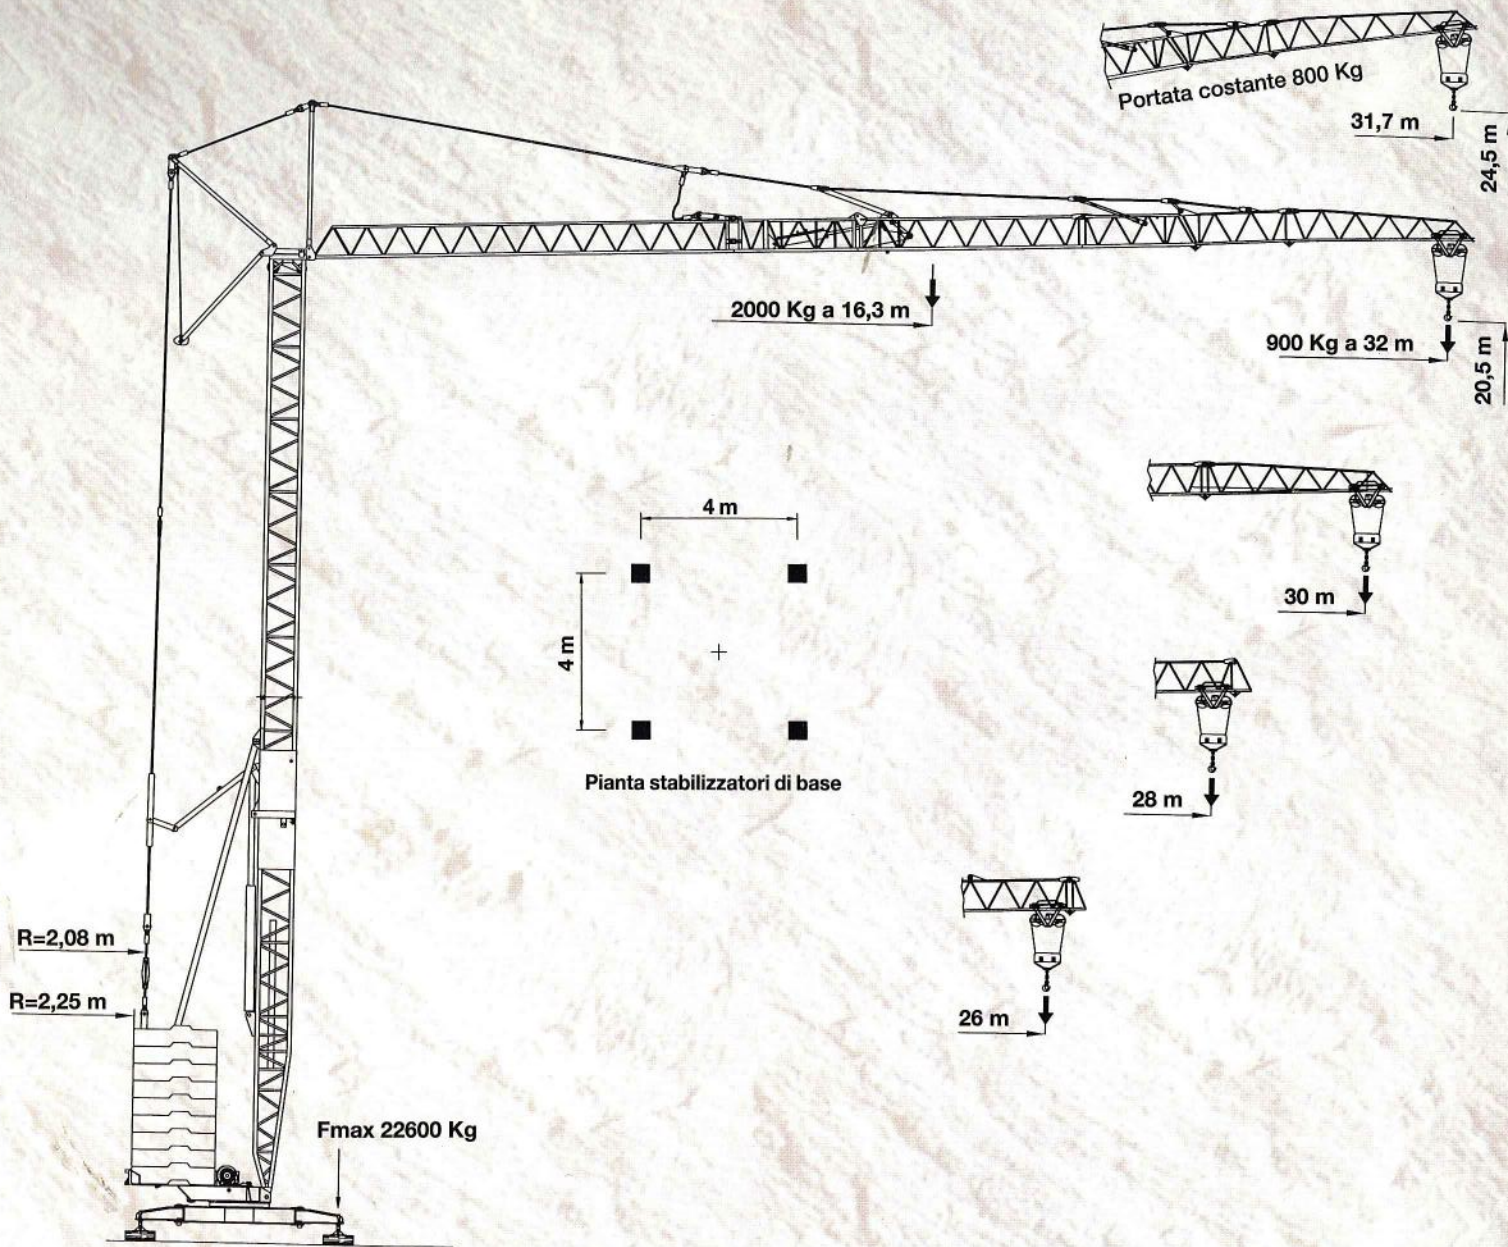 Portata costante 800 Kg
31,7 m
24,5 m
2000 Kg a 16,3 m
900 Kg a 32 m
20,5 m
4 m
30 m
4 m
Pianta stabilizzatori di base
28 m
R=2,08 m
R=2,25 m
26 m
Fmax 22600 Kg